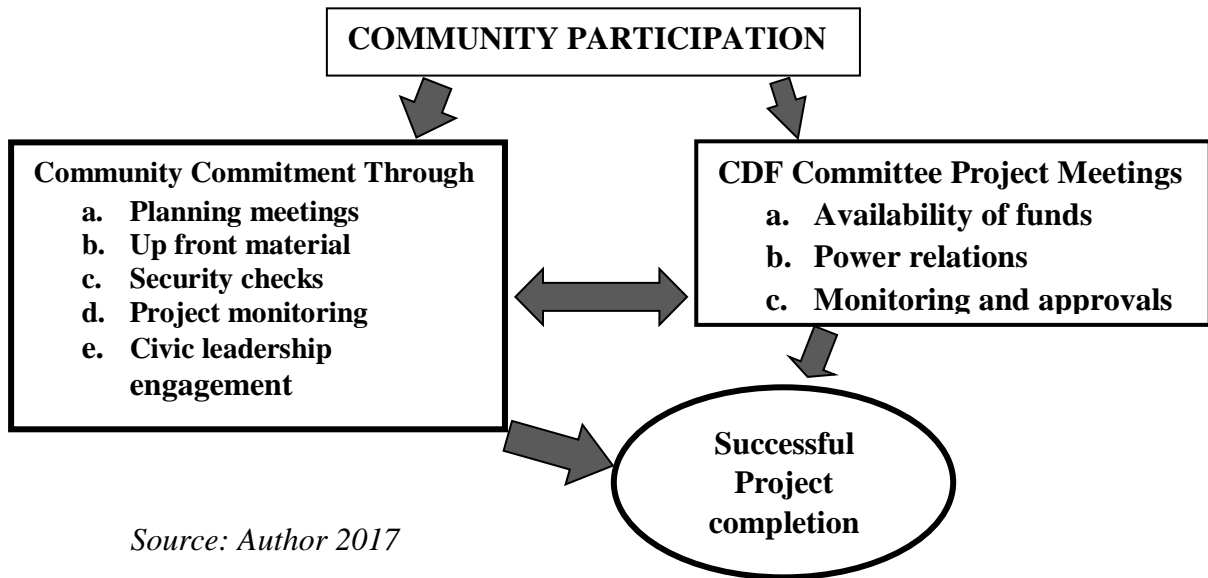 COMMUNITY PARTICIPATION
Community Commitment Through
a. Planning meetings
b. Up front material
c. Security checks
d. Project monitoring
e. Civic leadership
engagement
CDF Committee Project Meetings
a. Availability of funds
b. Power relations
c. Monitoring and approvals
Successful
Project
completion
Source: Author 2017